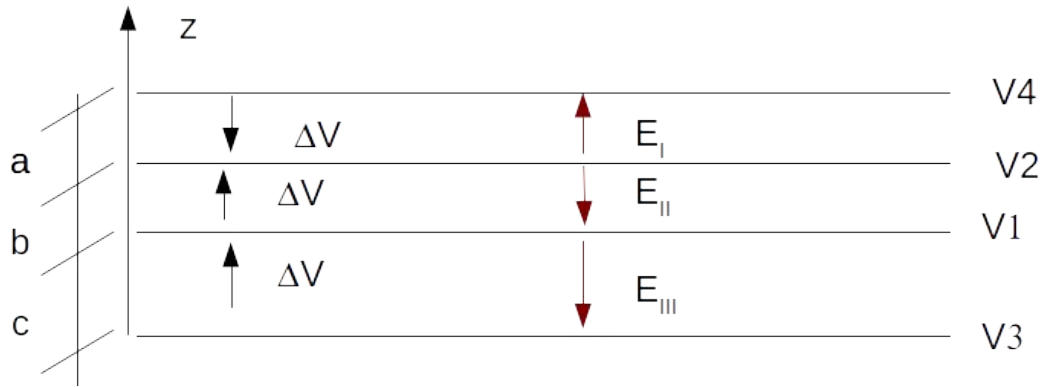 z
V4
ΔV E_I
a V2
ΔV E_II
b V1
ΔV E_III
c V3